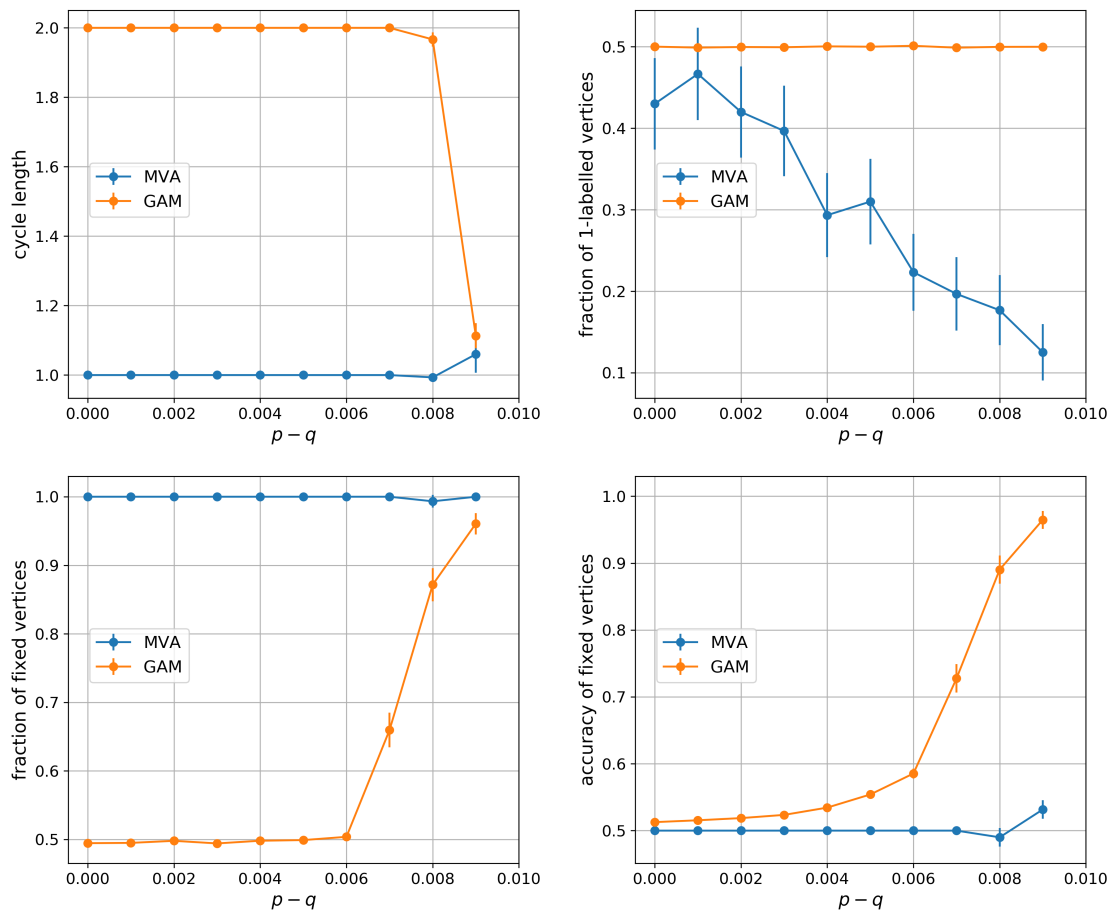 2.0
1.8
1.6
1.4
1.2
1.0
cycle length
MVA
GAM
0.000 0.002 0.004 0.006 0.008 0.010
p − q
0.5
0.4
0.3
0.2
0.1
fraction of 1-labelled vertices
MVA
GAM
0.000 0.002 0.004 0.006 0.008 0.010
p − q
1.0
0.9
0.8
0.7
0.6
0.5
fraction of fixed vertices
MVA
GAM
0.000 0.002 0.004 0.006 0.008 0.010
p − q
1.0
0.9
0.8
0.7
0.6
0.5
accuracy of fixed vertices
MVA
GAM
0.000 0.002 0.004 0.006 0.008 0.010
p − q